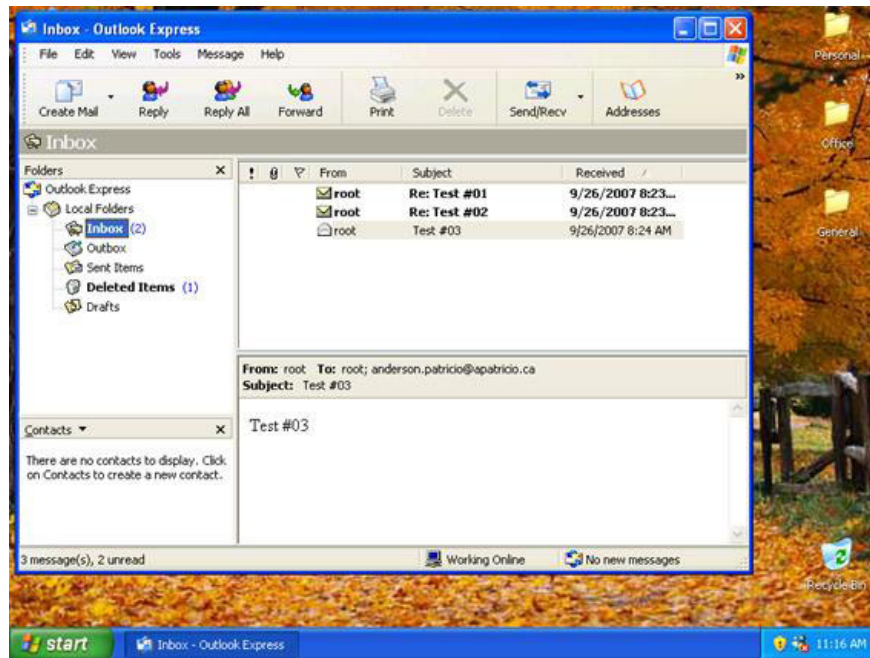 Inbox - Outlook Express
File Edit View Tools Message Help
Create Mail Reply Reply All Forward Print Delete Send/Recv Addresses »
Inbox
Folders x
Outlook Express
Local Folders
Inbox (2)
Outbox
Sent Items
Deleted Items (1)
Drafts
! From Subject Received
root Re: Test #01 9/26/2007 8:23...
root Re: Test #02 9/26/2007 8:23...
root Test #03 9/26/2007 8:24 AM
From: root To: root; anderson.patricio@apatricio.ca
Subject: Test #03
Test #03
Contacts x
There are no contacts to display. Click
on Contacts to create a new contact.
3 message(s), 2 unread Working Online No new messages
Personal
Office
General
Recycle Bin
start Inbox - Outlook Express 11:16 AM